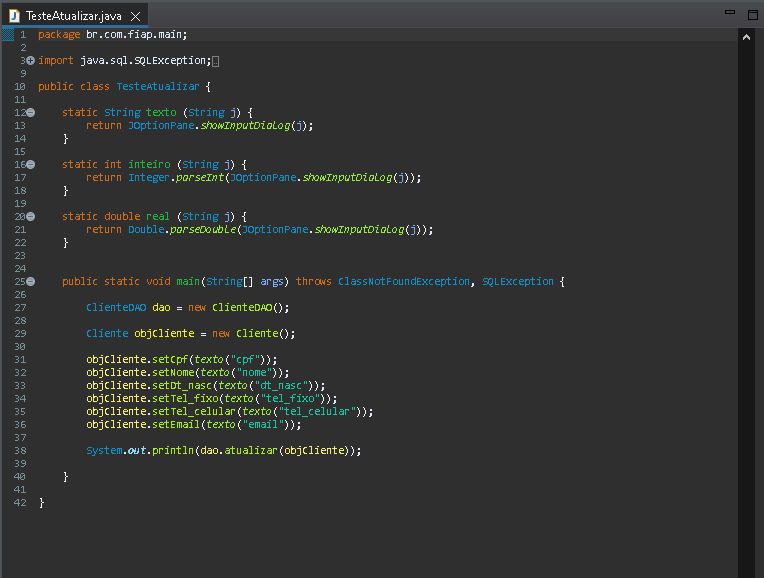 TesteAtualizar.java
1 package br.com.fiap.main;
2
3 import java.sql.SQLException;
9
10 public class TesteAtualizar {
11
12 static String texto (String j) {
13 return JOptionPane.showInputDialog(j);
14 }
15
16 static int inteiro (String j) {
17 return Integer.parseInt(JOptionPane.showInputDialog(j));
18 }
19
20 static double real (String j) {
21 return Double.parseDouble(JOptionPane.showInputDialog(j));
22 }
23
24
25 public static void main(String[] args) throws ClassNotFoundException, SQLException {
26
27 ClienteDAO dao = new ClienteDAO();
28
29 Cliente objCliente = new Cliente();
30
31 objCliente.setCpf(texto("cpf"));
32 objCliente.setNome(texto("nome"));
33 objCliente.setDt_nasc(texto("dt_nasc"));
34 objCliente.setTel_fixo(texto("tel_fixo"));
35 objCliente.setTel_celular(texto("tel_celular"));
36 objCliente.setEmail(texto("email"));
37
38 System.out.println(dao.atualizar(objCliente));
39
40 }
41
42 }